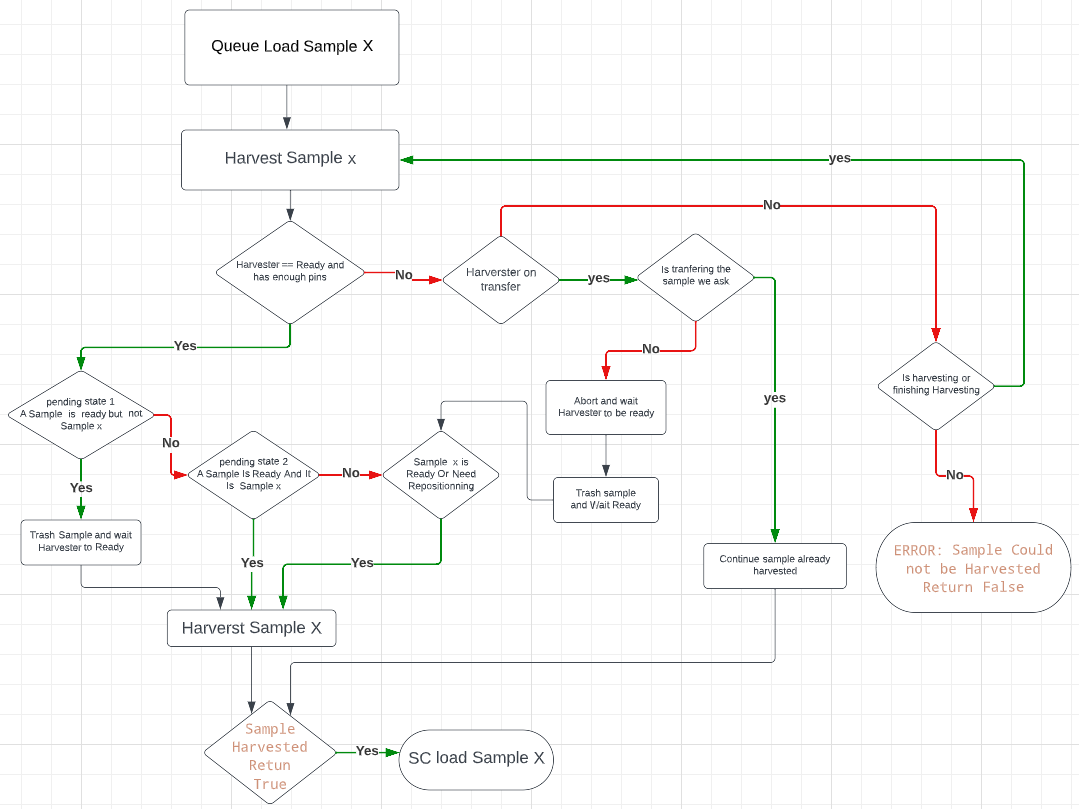 Queue Load Sample X
Harvest Sample x
yes
No
Harvester == Ready and
has enough pins
No
Harverster on
transfer
yes
Is tranfering the
sample we ask
Yes
No
Is harvesting or
finishing Harvesting
pending state 1
A Sample is ready but not
Sample x
Abort and wait
Harvester to be ready
yes
No
pending state 2
A Sample Is Ready And It
Is Sample x
No
Sample x is
Ready Or Need
Repositionning
No
Yes
Trash sample
and Wait Ready
Trash Sample and wait
Harvester to Ready
Yes
Yes
Continue sample already
harvested
ERROR: Sample Could
not be Harvested
Return False
Harverst Sample X
Sample
Harvested
Retun
True
Yes
SC load Sample X